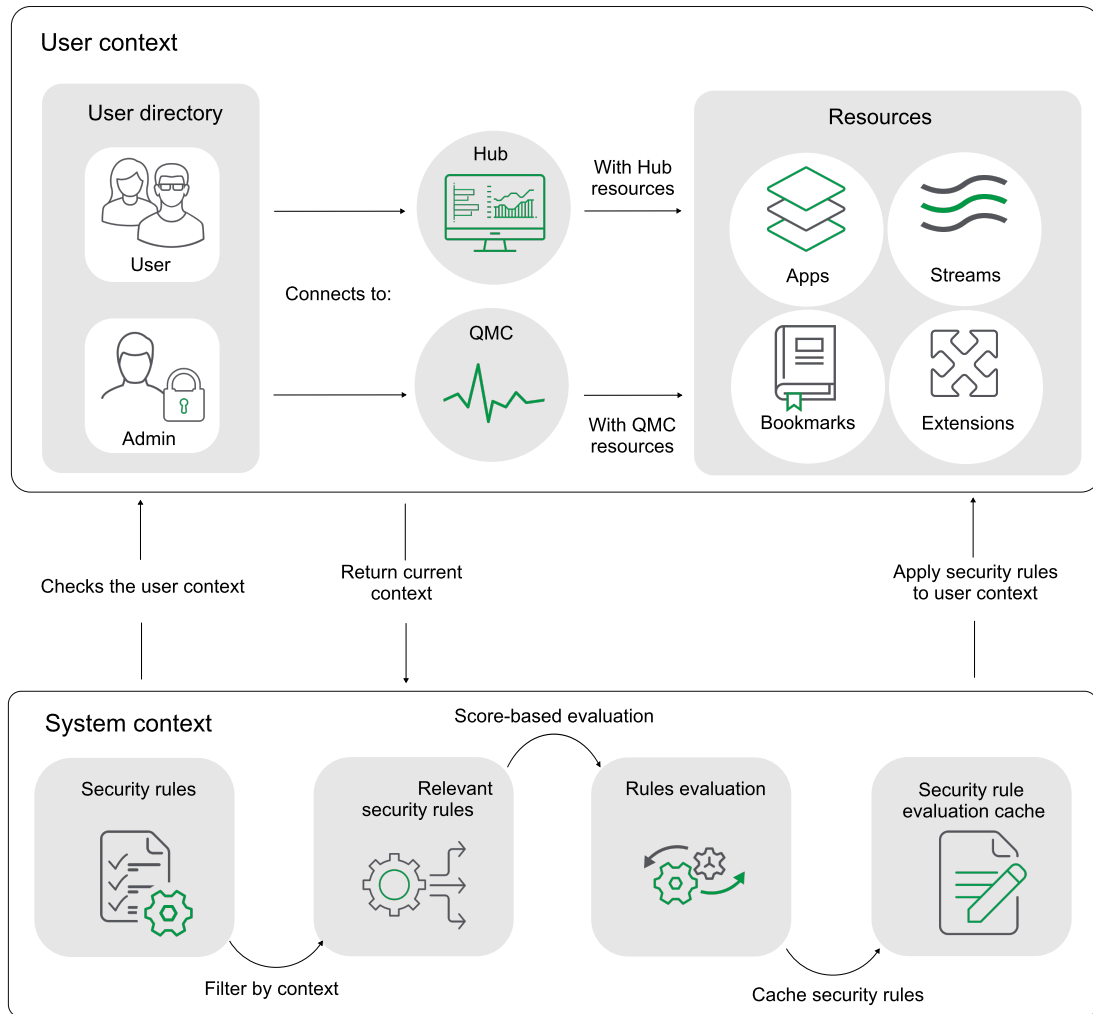 User context
User directory
User
Admin
Connects to:
Hub
QMC
With Hub
resources
With QMC
resources
Resources
Apps
Streams
Bookmarks
Extensions
Checks the user context
Return current
context
Apply security rules
to user context
System context
Score-based evaluation
Security rules
Relevant
security rules
Rules evaluation
Security rule
evaluation cache
Filter by context
Cache security rules